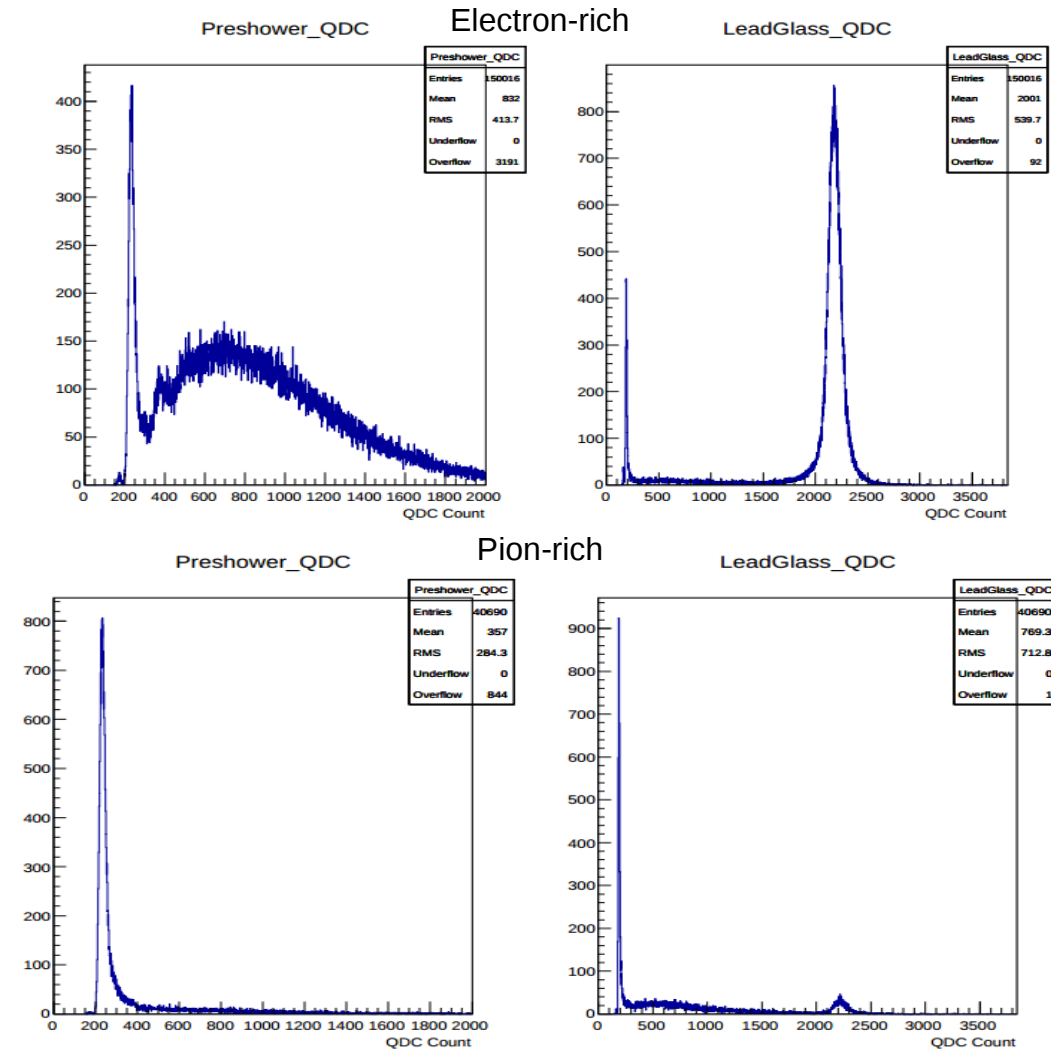 Electron-rich
Preshower_QDC
LeadGlass_QDC
Preshower_QDC
Entries 150016
Mean 832
RMS 413.7
Underflow 0
Overflow 3191
400
350
300
250
200
150
100
50
0
0 200 400 600 800 1000 1200 1400 1600 1800 2000
QDC Count
LeadGlass_QDC
Entries 150016
Mean 2001
RMS 539.7
Underflow 0
Overflow 92
800
700
600
500
400
300
200
100
0
0 500 1000 1500 2000 2500 3000 3500
QDC Count
Pion-rich
Preshower_QDC
LeadGlass_QDC
Preshower_QDC
Entries 40690
Mean 357
RMS 284.3
Underflow 0
Overflow 844
800
700
600
500
400
300
200
100
0
0 200 400 600 800 1000 1200 1400 1600 1800 2000
QDC Count
LeadGlass_QDC
Entries 40690
Mean 769.3
RMS 712.8
Underflow 0
Overflow 1
900
800
700
600
500
400
300
200
100
0
0 500 1000 1500 2000 2500 3000 3500
QDC Count